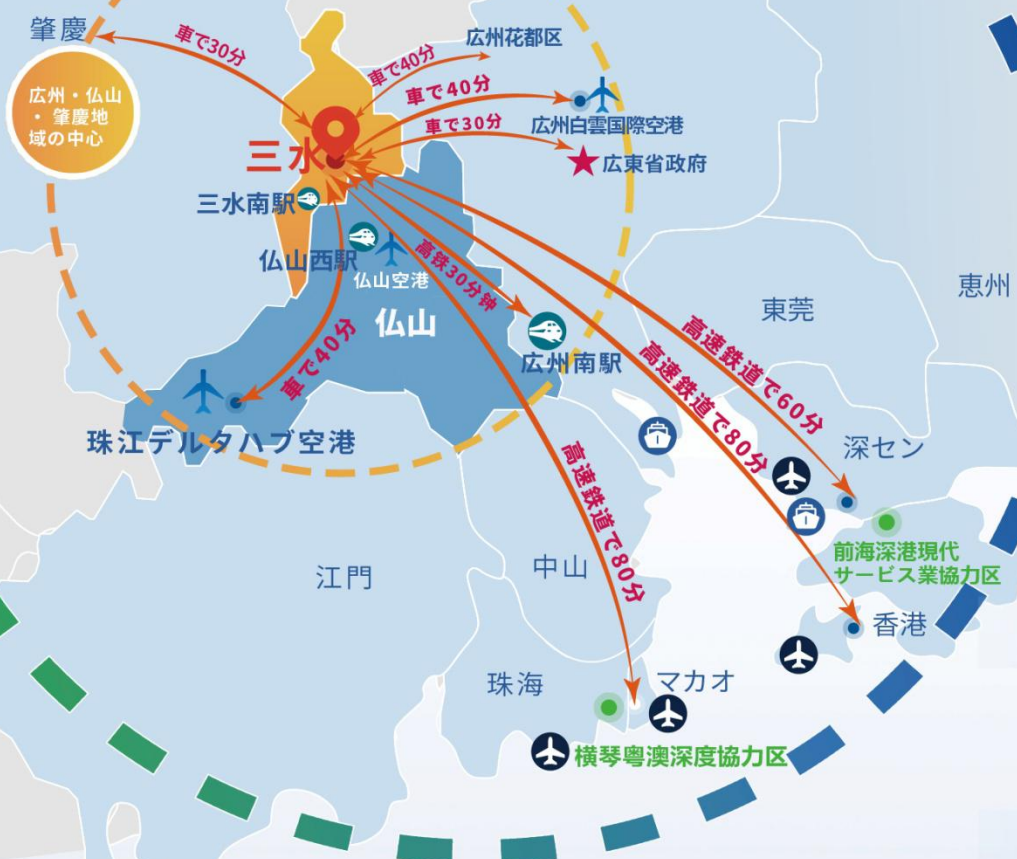 肇慶
車で30分
広州・仏山
・肇慶地
域の中心
車で40分
広州花都区
車で40分
広州白雲国際空港
車で30分
広東省政府
三水
三水南駅
仏山西駅
仏山空港
仏山
高铁30分钟
広州南駅
車で40分
珠江デルタハブ空港
東莞
恵州
高速鉄道で60分
高速鉄道で80分
深セン
高速鉄道で80分
前海深港現代
サービス業協力区
江門
中山
香港
珠海
マカオ
横琴粤澳深度協力区